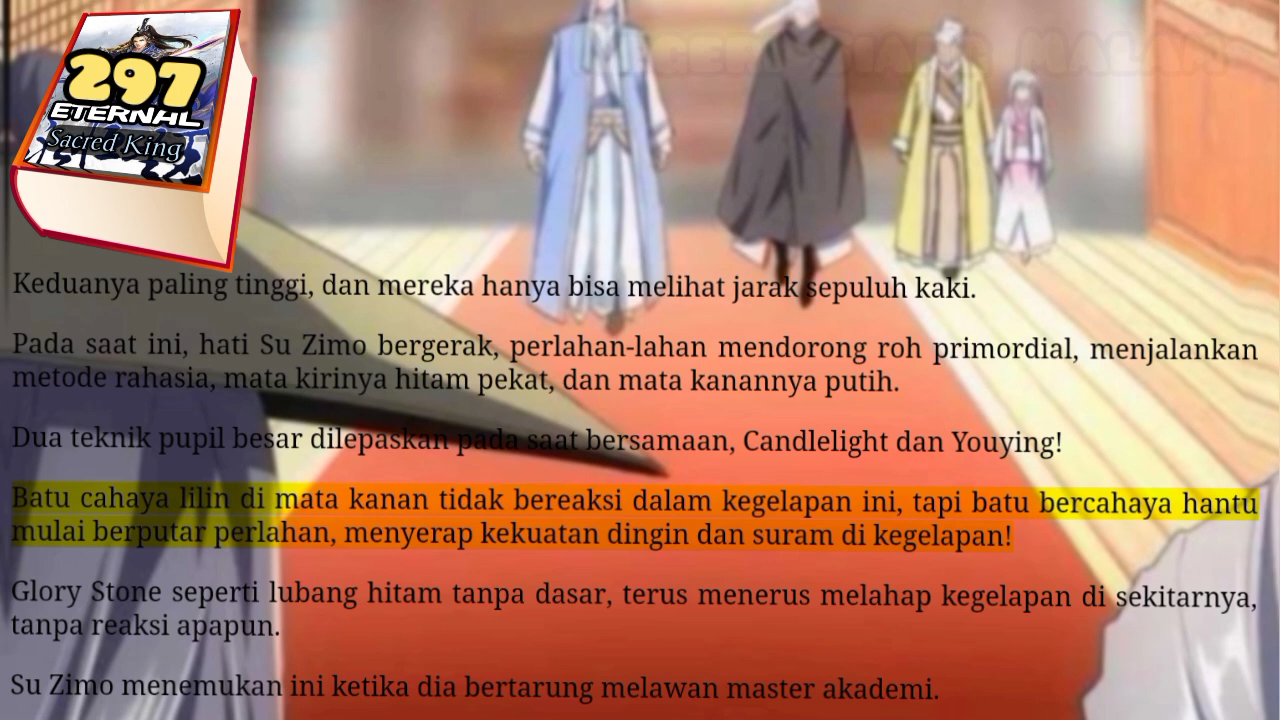 297
ETERNAL
Sacred King
Keduanya paling tinggi, dan mereka hanya bisa melihat jarak sepuluh kaki.
Pada saat ini, hati Su Zimo bergerak, perlahan-lahan mendorong roh primordial, menjalankan
metode rahasia, mata kirinya hitam pekat, dan mata kanannya putih.
Dua teknik pupil besar dilepaskan pada saat bersamaan, Candlelight dan Youying!
Batu cahaya lilin di mata kanan tidak bereaksi dalam kegelapan ini, tapi batu bercahaya hantu
mulai berputar perlahan, menyerap kekuatan dingin dan suram di kegelapan!
Glory Stone seperti lubang hitam tanpa dasar, terus menerus melahap kegelapan di sekitarnya,
tanpa reaksi apapun.
Su Zimo menemukan ini ketika dia bertarung melawan master akademi.